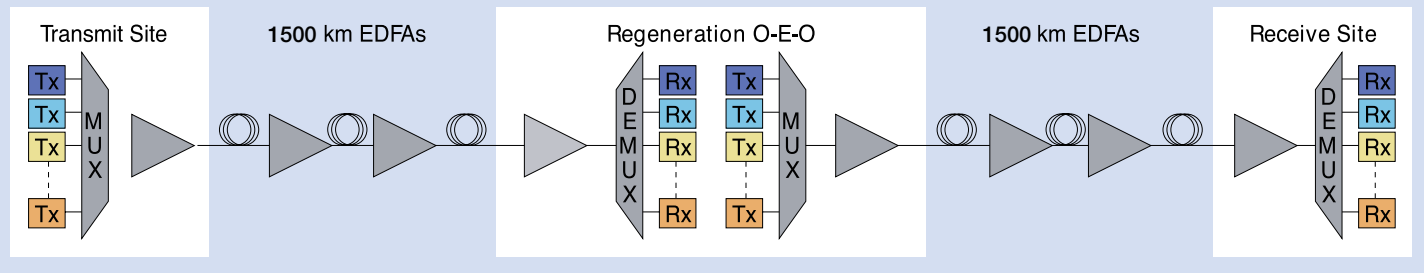 Transmit Site
1500 km EDFAs
Regeneration O-E-O
1500 km EDFAs
Receive Site
Tx
Tx
Tx
Tx
MUX
DEMUX
Rx
Rx
Rx
Rx
Tx
Tx
Tx
Tx
MUX
DEMUX
Rx
Rx
Rx
Rx